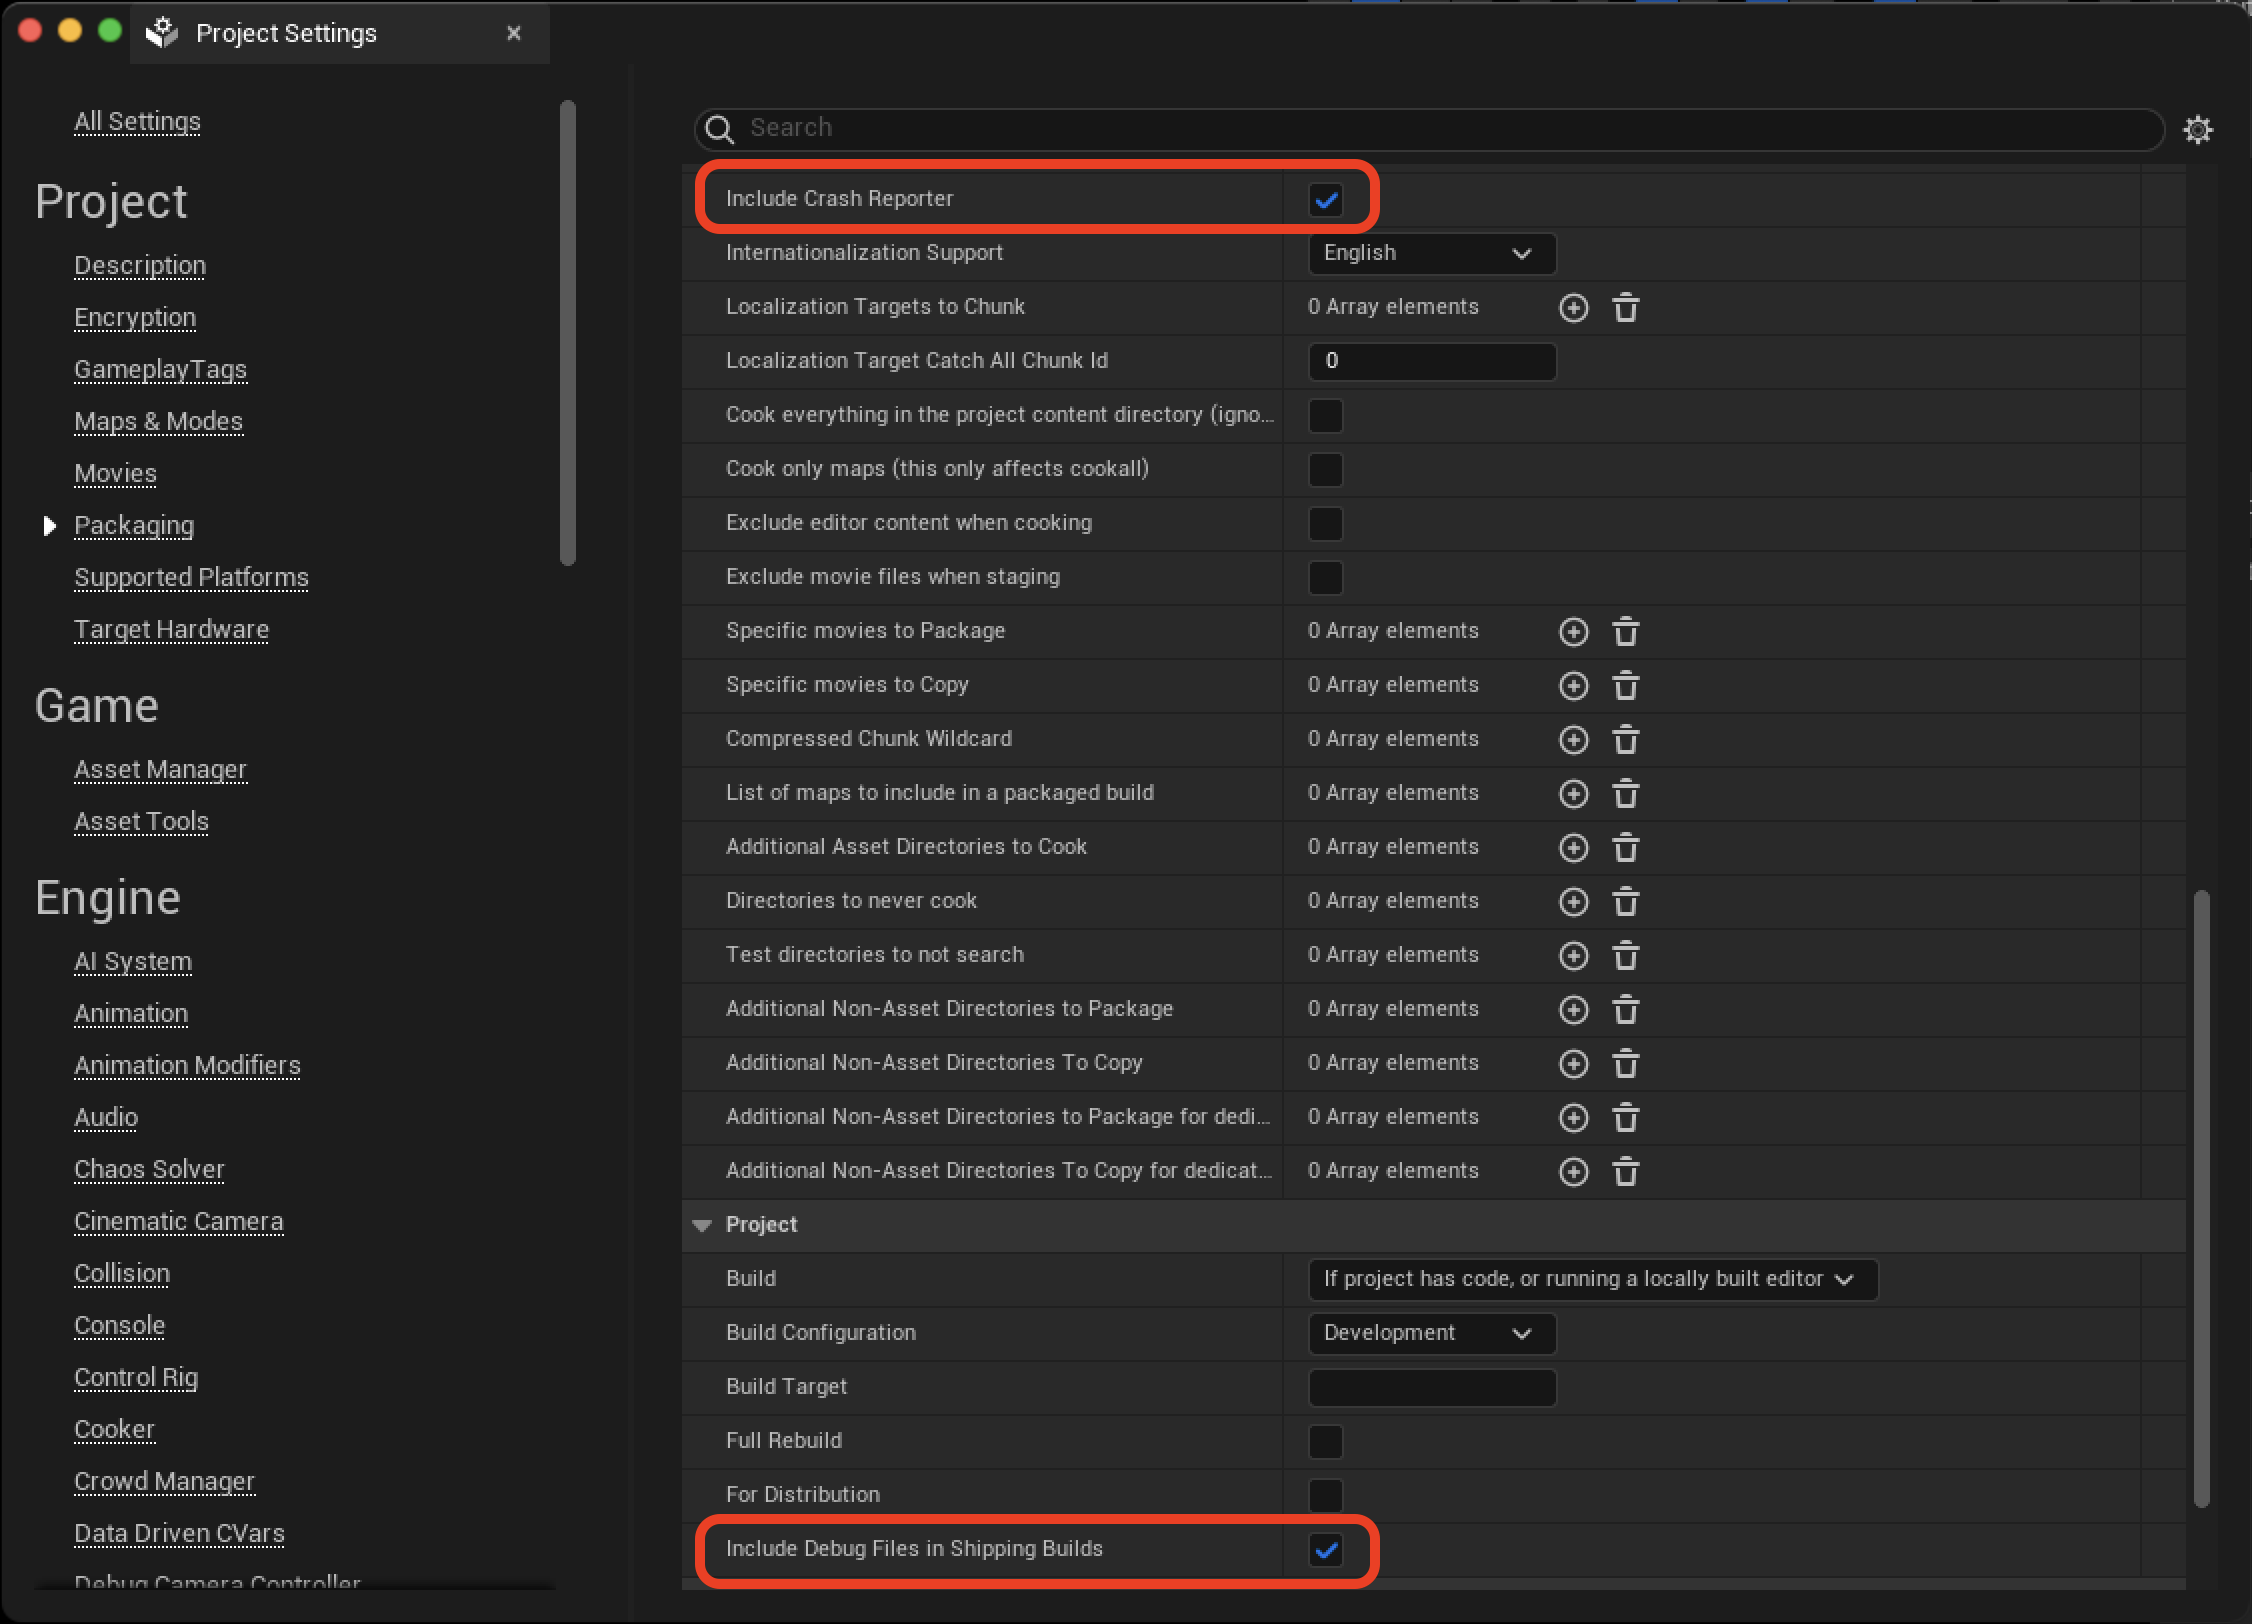 Project Settings
All Settings
Project
Description
Encryption
GameplayTags
Maps & Modes
Movies
Packaging
Supported Platforms
Target Hardware
Game
Asset Manager
Asset Tools
Engine
AI System
Animation
Animation Modifiers
Audio
Chaos Solver
Cinematic Camera
Collision
Console
Control Rig
Cooker
Crowd Manager
Data Driven CVars
Debug Camera Controller
Search
Include Crash Reporter
Internationalization Support English
Localization Targets to Chunk 0 Array elements
Localization Target Catch All Chunk Id 0
Cook everything in the project content directory (igno...
Cook only maps (this only affects cookall)
Exclude editor content when cooking
Exclude movie files when staging
Specific movies to Package 0 Array elements
Specific movies to Copy 0 Array elements
Compressed Chunk Wildcard 0 Array elements
List of maps to include in a packaged build 0 Array elements
Additional Asset Directories to Cook 0 Array elements
Directories to never cook 0 Array elements
Test directories to not search 0 Array elements
Additional Non-Asset Directories to Package 0 Array elements
Additional Non-Asset Directories To Copy 0 Array elements
Additional Non-Asset Directories to Package for dedi... 0 Array elements
Additional Non-Asset Directories To Copy for dedicat... 0 Array elements
Project
Build If project has code, or running a locally built editor
Build Configuration Development
Build Target
Full Rebuild
For Distribution
Include Debug Files in Shipping Builds